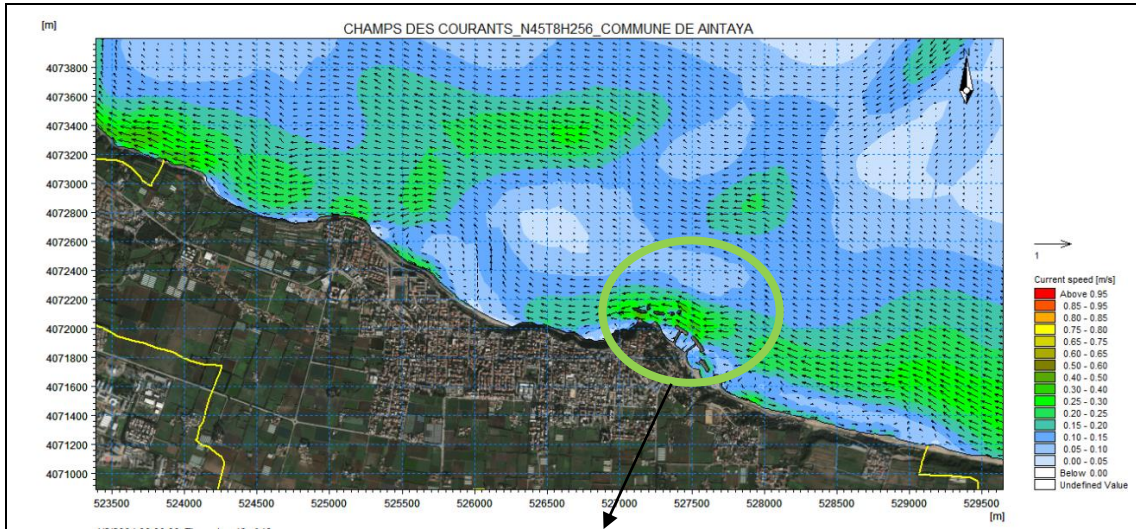 [m]
CHAMPS DES COURANTS_N45T8H256_COMMUNE DE AINTAYA
4073800
4073600
4073400
4073200
4073000
4072800
4072600
4072400
4072200
4072000
4071800
4071600
4071400
4071200
4071000
523500
524000
524500
525000
525500
526000
526500
527000
527500
528000
528500
529000
529500
[m]
1
Current speed [m/s]
Above 0.95
0.85 - 0.95
0.80 - 0.85
0.75 - 0.80
0.65 - 0.75
0.60 - 0.65
0.50 - 0.60
0.40 - 0.50
0.30 - 0.40
0.25 - 0.30
0.20 - 0.25
0.15 - 0.20
0.10 - 0.15
0.05 - 0.10
0.00 - 0.05
Below 0.00
Undefined Value